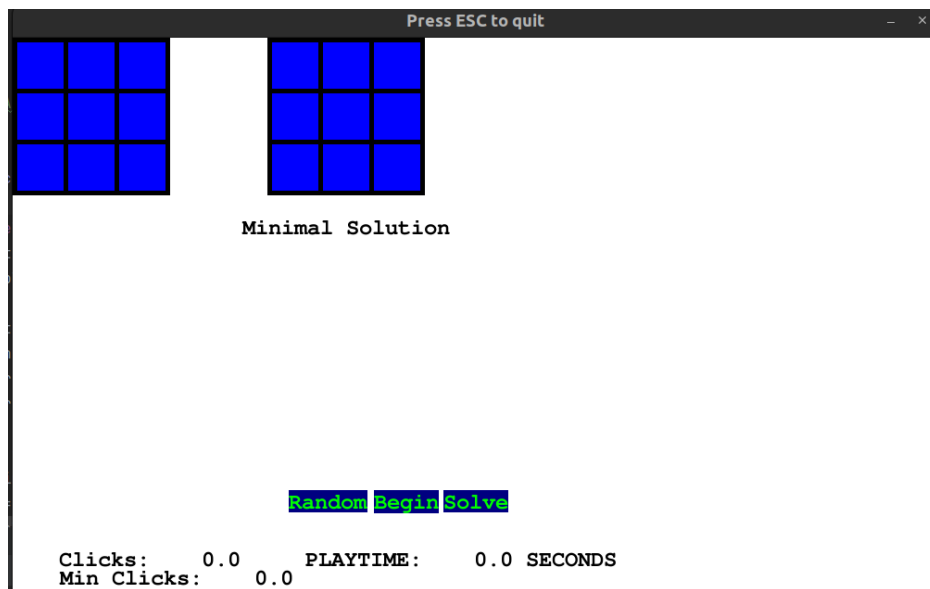 Press ESC to quit
Minimal Solution
Random Begin Solve
Clicks: 0.0 PLAYTIME: 0.0 SECONDS
Min Clicks: 0.0